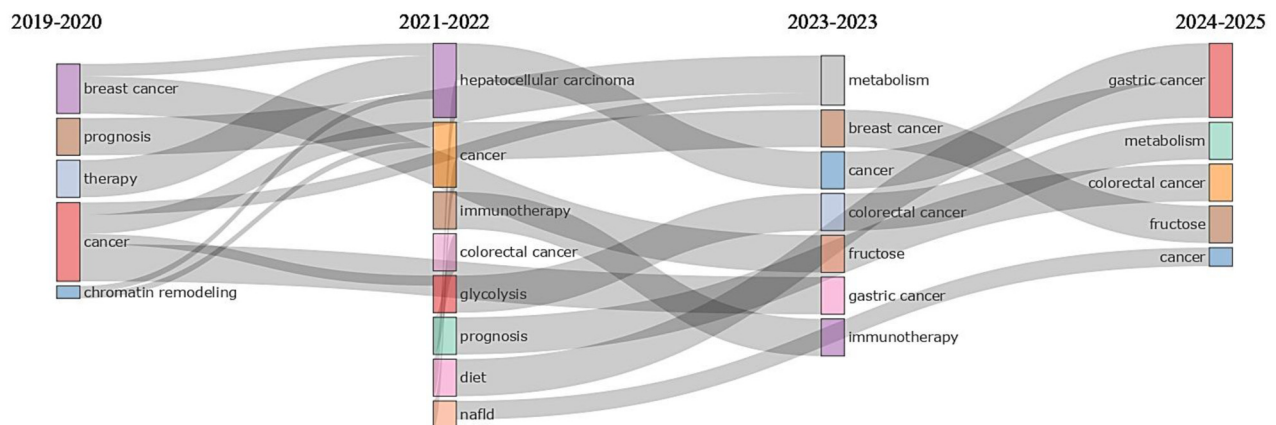 2019-2020
2021-2022
2023-2023
2024-2025
breast cancer
prognosis
therapy
cancer
chromatin remodeling
hepatocellular carcinoma
cancer
immunotherapy
colorectal cancer
glycolysis
prognosis
diet
nafld
metabolism
breast cancer
cancer
colorectal cancer
fructose
gastric cancer
immunotherapy
gastric cancer
metabolism
colorectal cancer
fructose
cancer